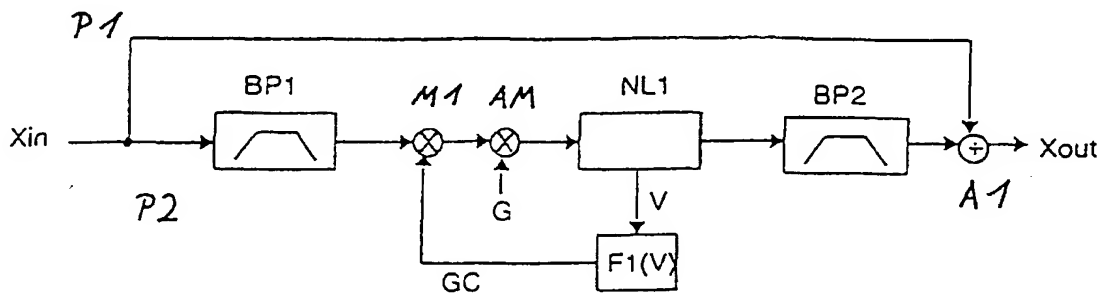 P1
BP1 M1 AM NL1 BP2
Xin Xout
P2 G V A1
GC F1(V)